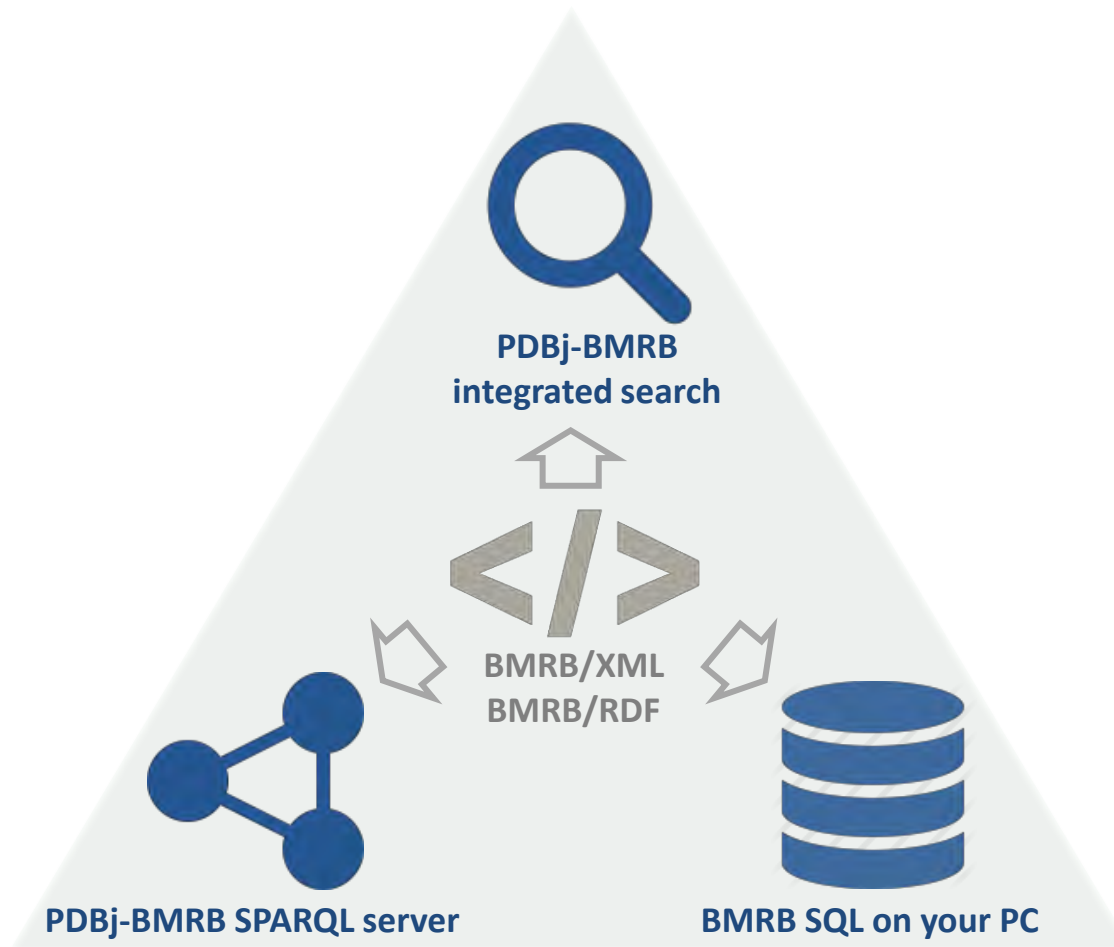 PDBj-BMRB
integrated search
</>
BMRB/XML
BMRB/RDF
PDBj-BMRB SPARQL server
BMRB SQL on your PC